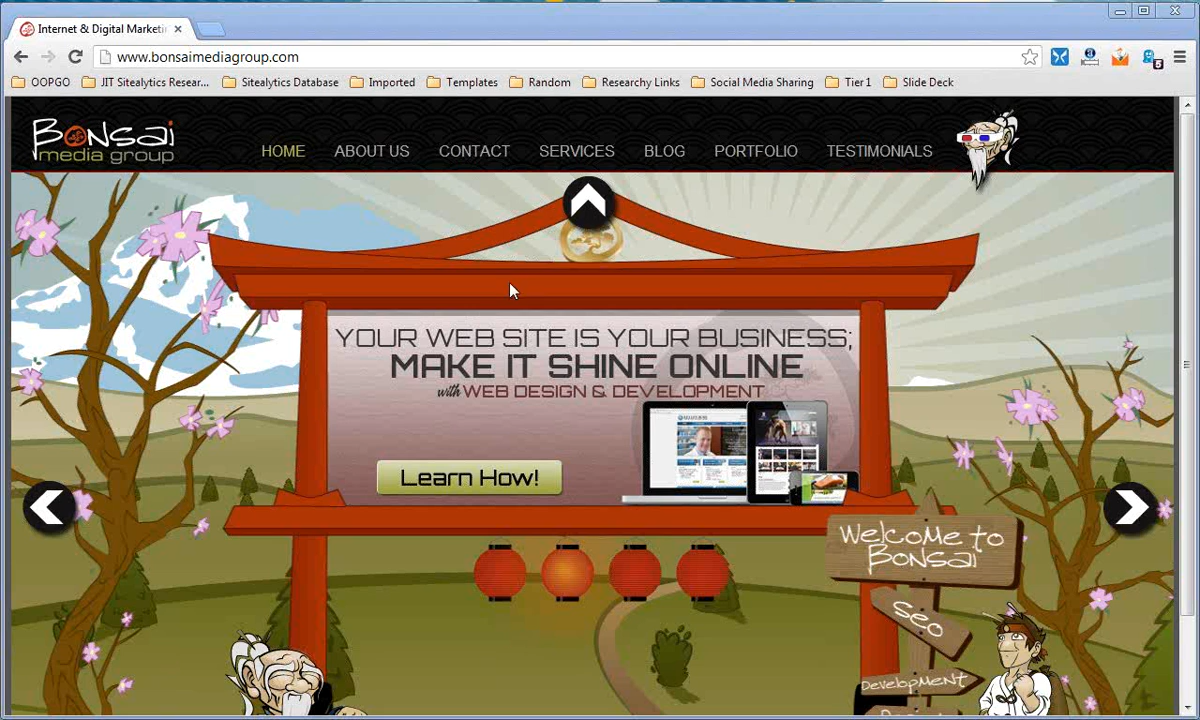 Internet & Digital Marketi
www.bonsaimediagroup.com
OOPGO
JIT Sitealytics Resear...
Sitealytics Database
Imported
Templates
Random
Researchy Links
Social Media Sharing
Tier 1
Slide Deck
Bonsai
media group
HOME
ABOUT US
CONTACT
SERVICES
BLOG
PORTFOLIO
TESTIMONIALS
YOUR WEB SITE IS YOUR BUSINESS;
MAKE IT SHINE ONLINE
with WEB DESIGN & DEVELOPMENT
Learn How!
Welcome to
Bonsai
Seo
Development